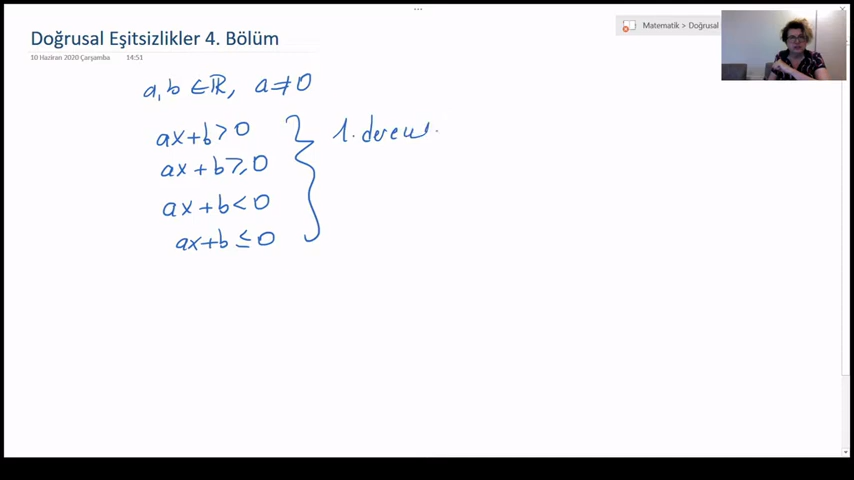 Matematik > Doğrusal
Doğrusal Eşitsizlikler 4. Bölüm
10 Haziran 2020 Çarşamba 14:51
a, b ∈ ℝ, a ≠ 0
ax+b > 0
ax + b ≥ 0
ax + b < 0
ax+b ≤ 0
1.